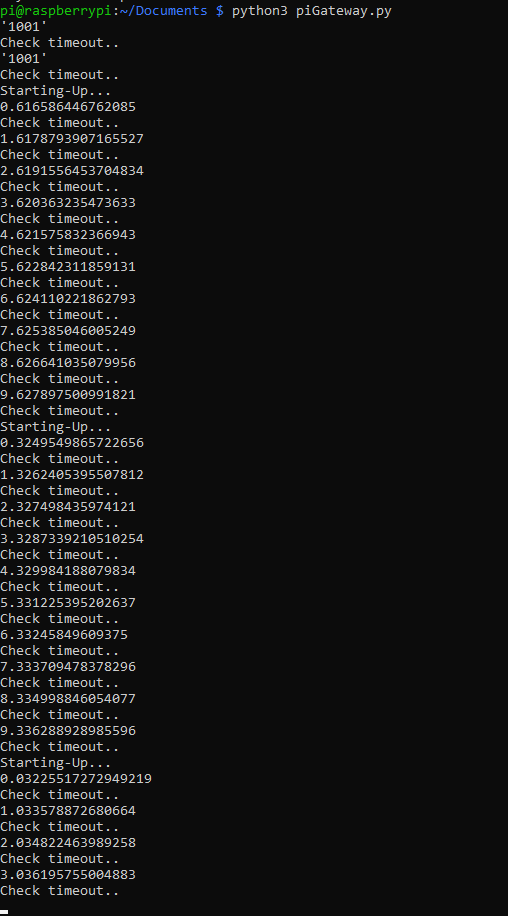 pi@raspberrypi:~/Documents $ python3 piGateway.py
'1001'
Check timeout..
'1001'
Check timeout..
Starting-Up...
0.616586446762085
Check timeout..
1.6178793907165527
Check timeout..
2.6191556453704834
Check timeout..
3.620363235473633
Check timeout..
4.621575832366943
Check timeout..
5.622842311859131
Check timeout..
6.624110221862793
Check timeout..
7.625385046005249
Check timeout..
8.626641035079956
Check timeout..
9.627897500991821
Check timeout..
Starting-Up...
0.3249549865722656
Check timeout..
1.3262405395507812
Check timeout..
2.327498435974121
Check timeout..
3.3287339210510254
Check timeout..
4.329984188079834
Check timeout..
5.331225395202637
Check timeout..
6.33245849609375
Check timeout..
7.333709478378296
Check timeout..
8.334998846054077
Check timeout..
9.336288928985596
Check timeout..
Starting-Up...
0.03225517272949219
Check timeout..
1.033578872680664
Check timeout..
2.034822463989258
Check timeout..
3.036195755004883
Check timeout..